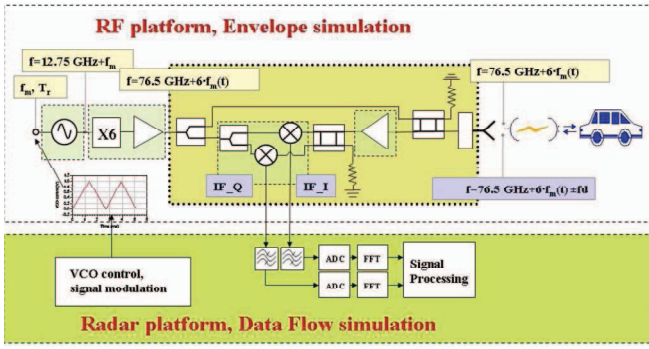 RF platform, Envelope simulation
f=12.75 GHz+fm
f=76.5 GHz+6·fm(t)
f=76.5 GHz+6·fm(t)
fm, Tr
X6
IF_Q
IF_I
f=76.5 GHz+6·fm(t) ±fd
VCO control,
signal modulation
ADC
FFT
ADC
FFT
Signal
Processing
Radar platform, Data Flow simulation